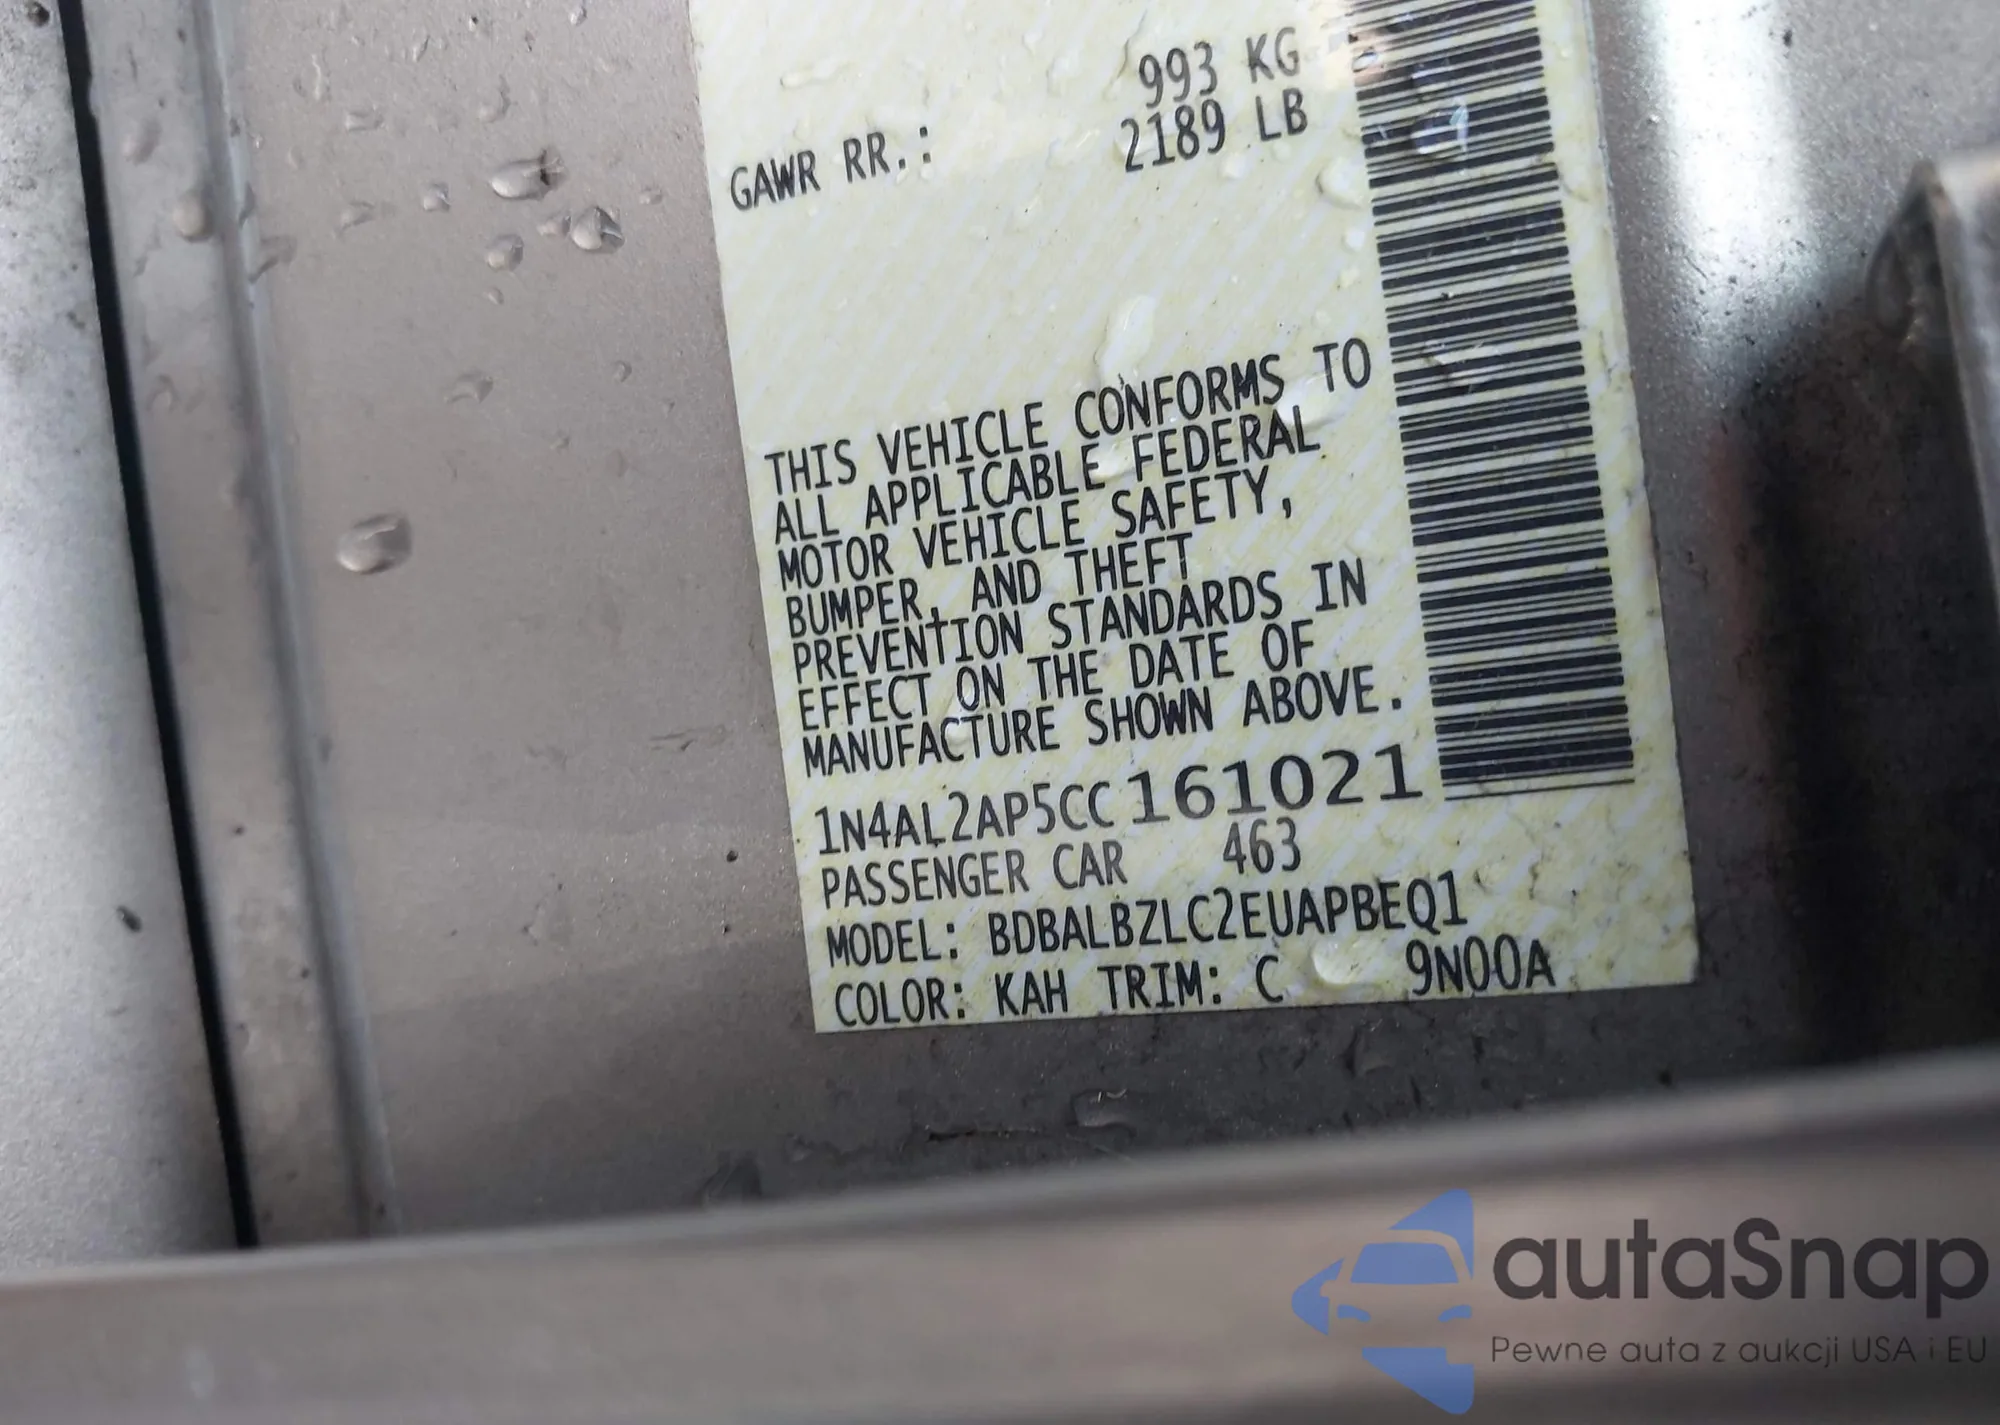 993 KG
GAWR RR.: 2189 LB
THIS VEHICLE CONFORMS TO
ALL APPLICABLE FEDERAL
MOTOR VEHICLE SAFETY,
BUMPER, AND THEFT
PREVENTION STANDARDS IN
EFFECT ON THE DATE OF
MANUFACTURE SHOWN ABOVE.
1N4AL2AP5CC161021
PASSENGER CAR 463
MODEL: BDBALBZLC2EUAPBEQ1
COLOR: KAH TRIM: C 9N00A
autaSnap
Pewne auta z aukcji USA i EU